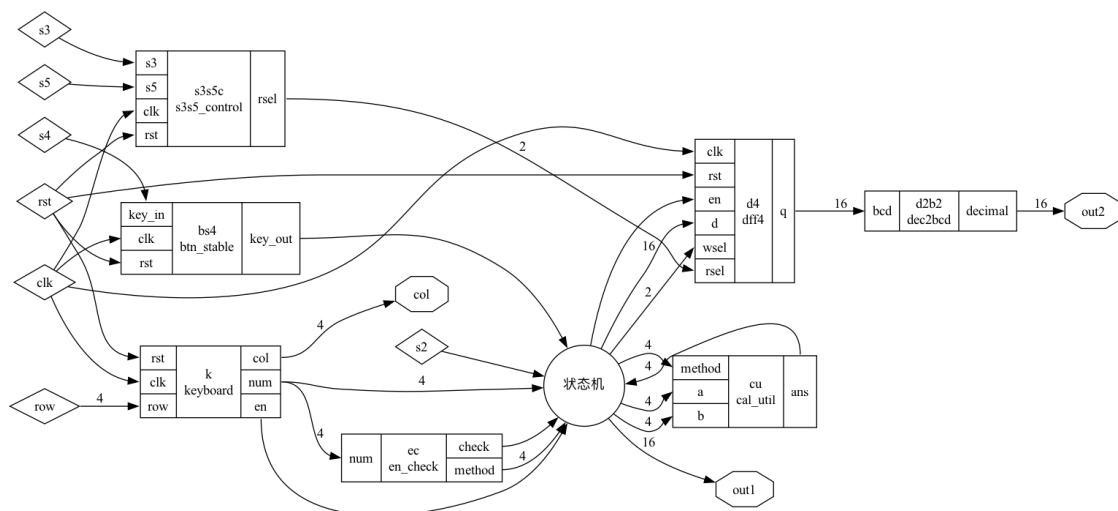 s3
s5
s4
rst
clk
row
4
s3
s5
clk
rst
s3s5c
s3s5_control
rsel
key_in
clk
rst
bs4
btn_stable
key_out
rst
clk
row
k
keyboard
col
num
en
4
col
s2
4
4
num
ec
en_check
check
method
4
状态机
2
16
2
clk
rst
en
d
wsel
rsel
d4
dff4
q
16
bcd
d2b2
dec2bcd
decimal
16
out2
4
4
4
4
16
method
a
b
cu
cal_util
ans
out1